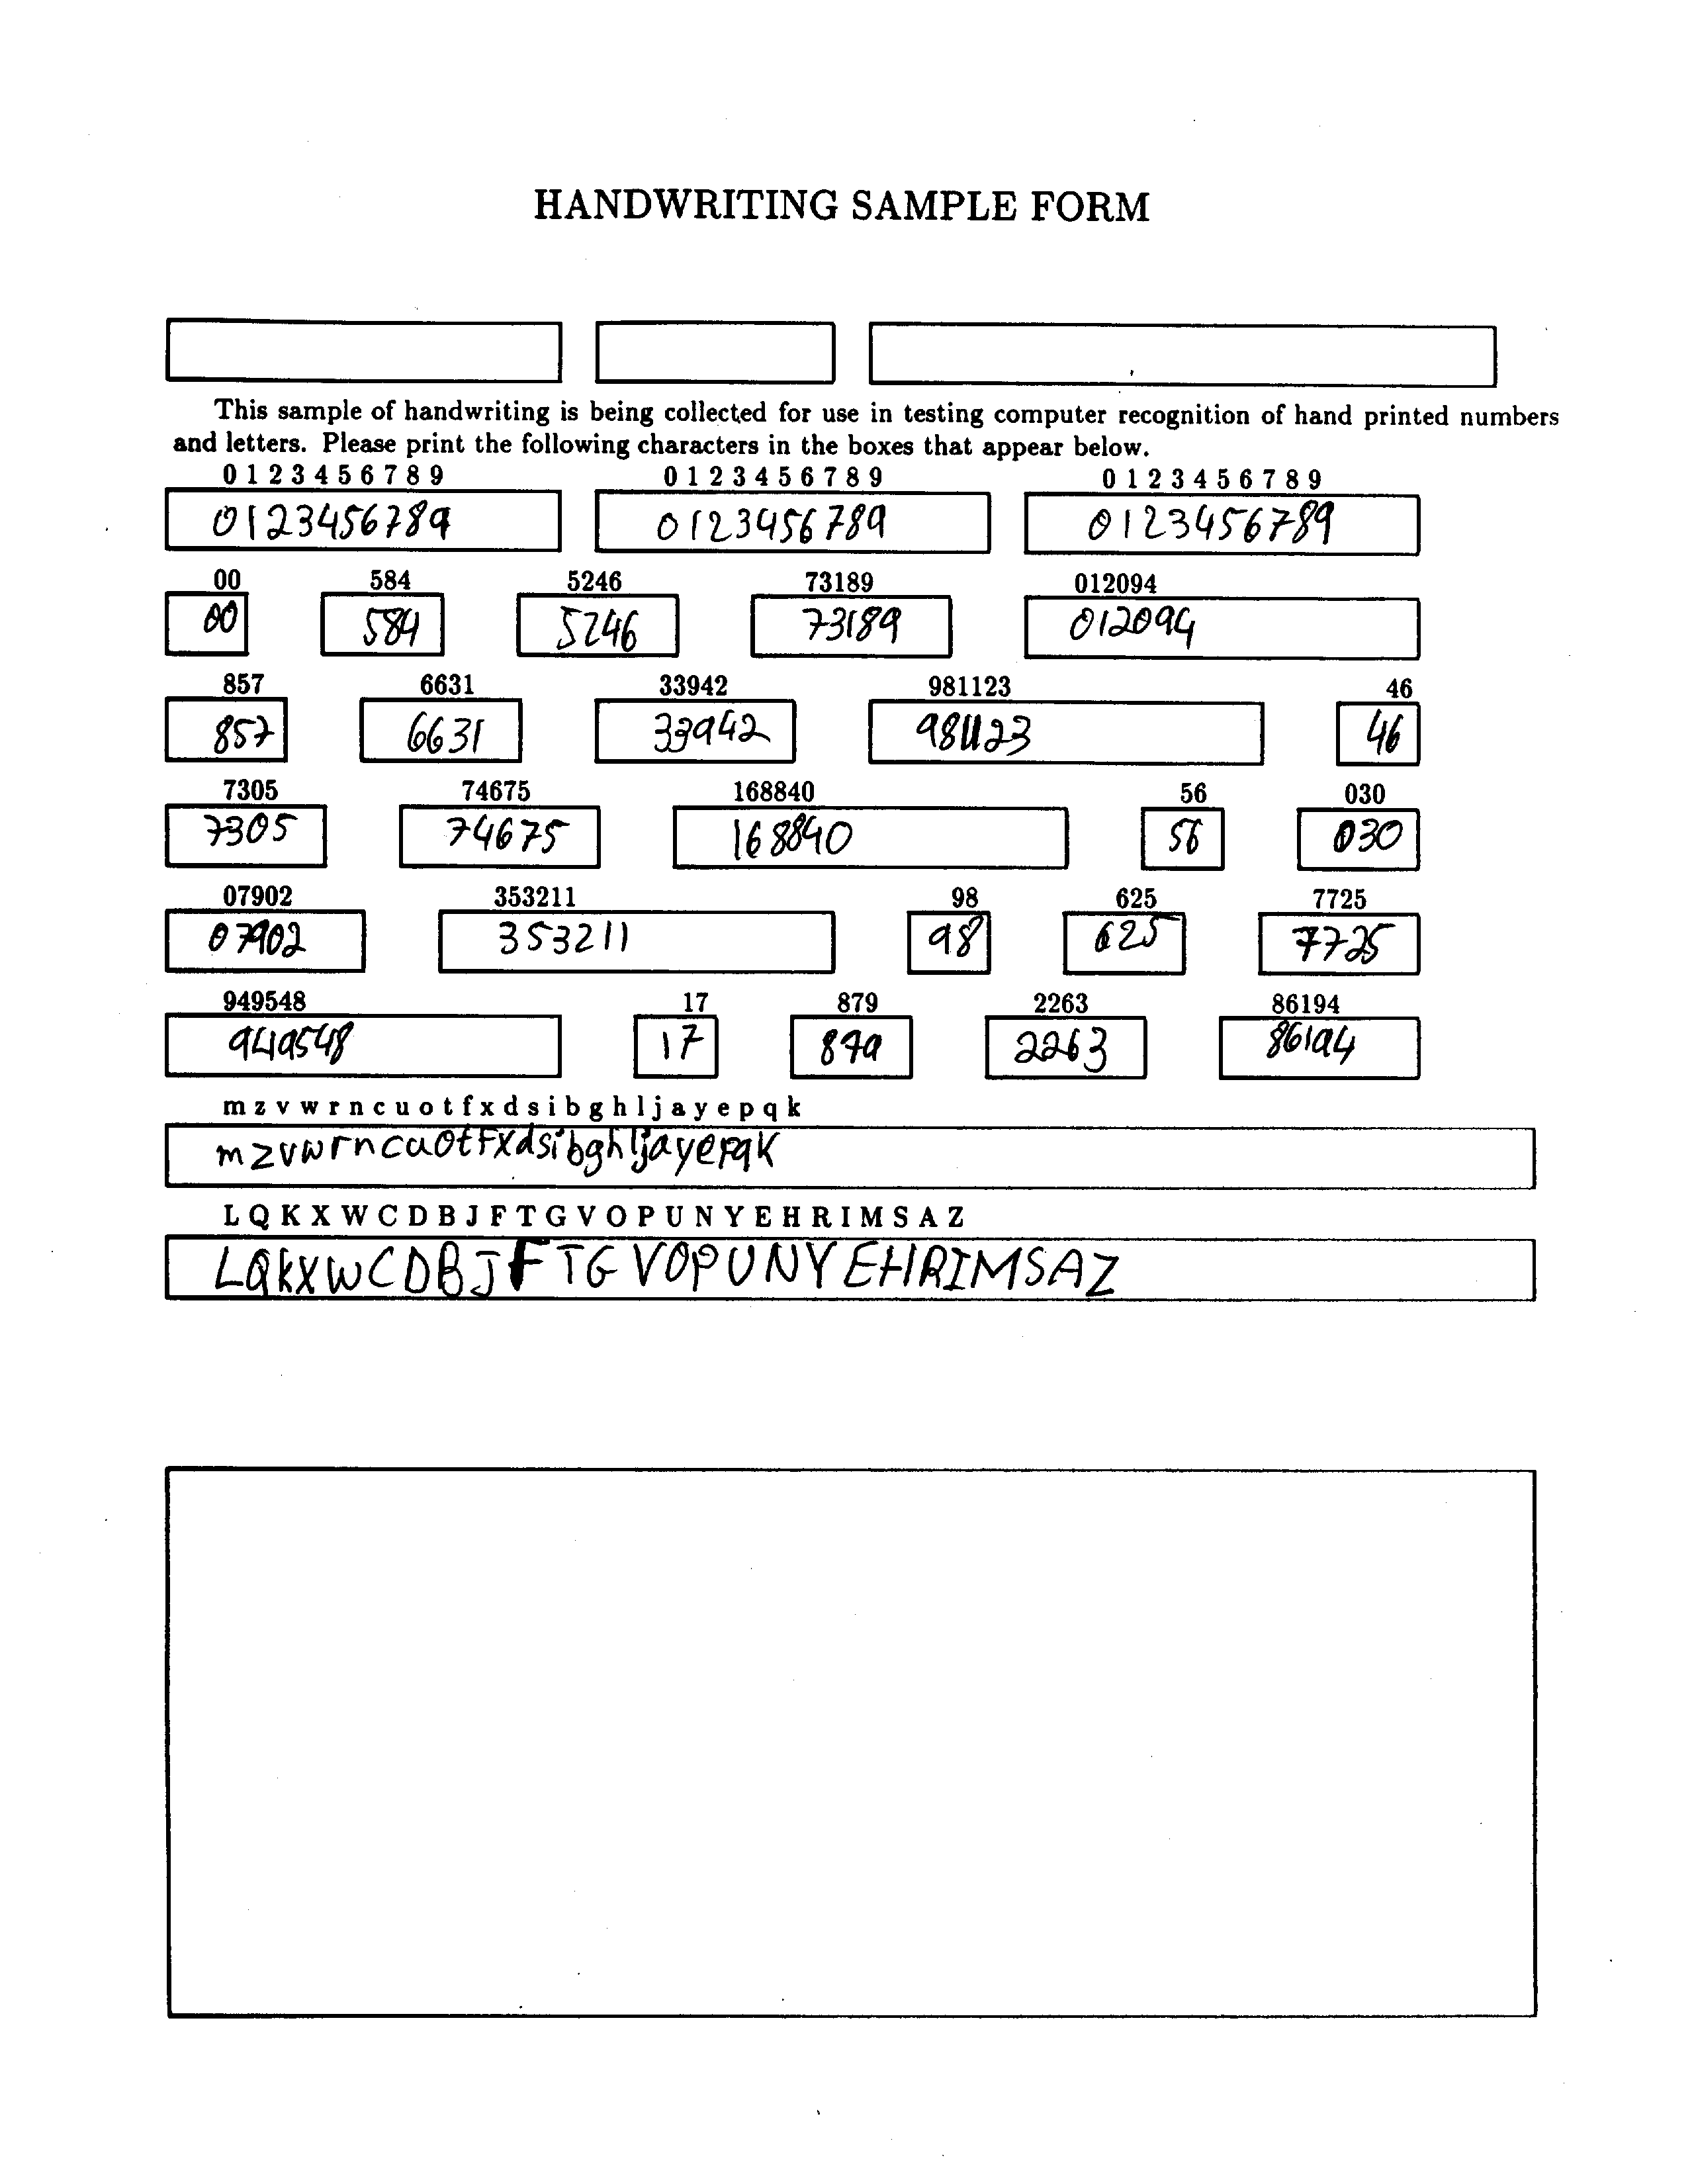 HANDWRITING SAMPLE FORM
This sample of handwriting is being collected for use in testing computer recognition of hand printed numbers
and letters. Please print the following characters in the boxes that appear below.
0 1 2 3 4 5 6 7 8 9 0 1 2 3 4 5 6 7 8 9 0 1 2 3 4 5 6 7 8 9
0123456789 0123456789 0123456789
00 584 5246 73189 012094
00 584 5246 73189 012094
857 6631 33942 981123 46
857 6631 33942 981123 46
7305 74675 168840 56 030
7305 74675 168840 56 030
07902 353211 98 625 7725
07902 353211 98 625 7725
949548 17 879 2263 86194
949548 17 879 2263 86194
m z v w r n c u o t f x d s i b g h l j a y e p q k
mzvwrncuotfxdsibghljayepqk
L Q K X W C D B J F T G V O P U N Y E H R I M S A Z
LQKXWCDBJFTGVOPUNYEHRIMSAZ